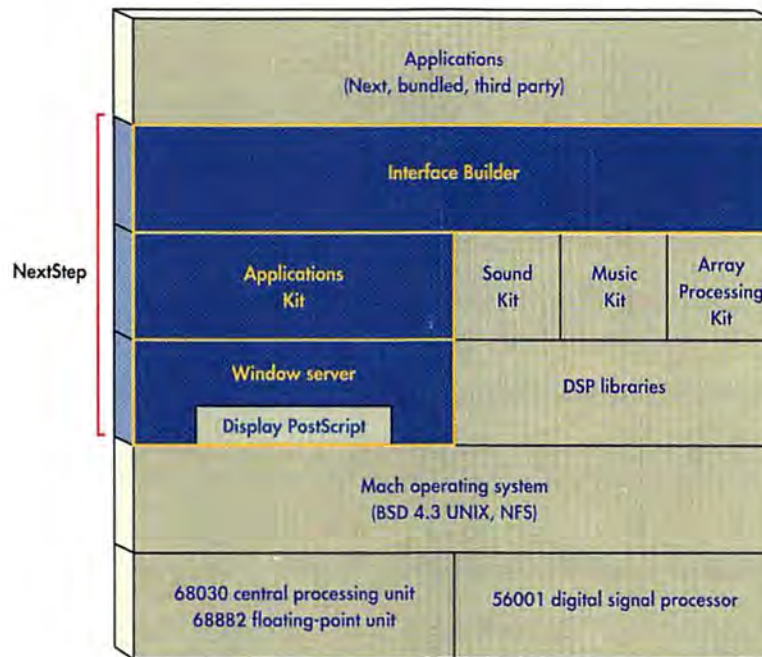 Applications
(Next, bundled, third party)
Interface Builder
NextStep
Applications
Kit
Sound
Kit
Music
Kit
Array
Processing
Kit
Window server
Display PostScript
DSP libraries
Mach operating system
(BSD 4.3 UNIX, NFS)
68030 central processing unit
68882 floating-point unit
56001 digital signal processor